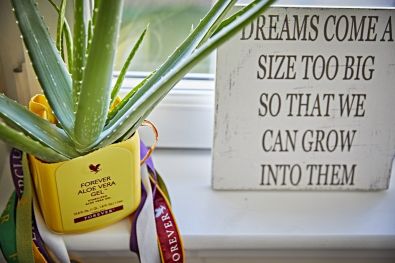 DREAMS COME A
SIZE TOO BIG
SO THAT WE
CAN GROW
INTO THEM
FOREVER
ALOE VERA
GEL
FOREVER
FOREVER